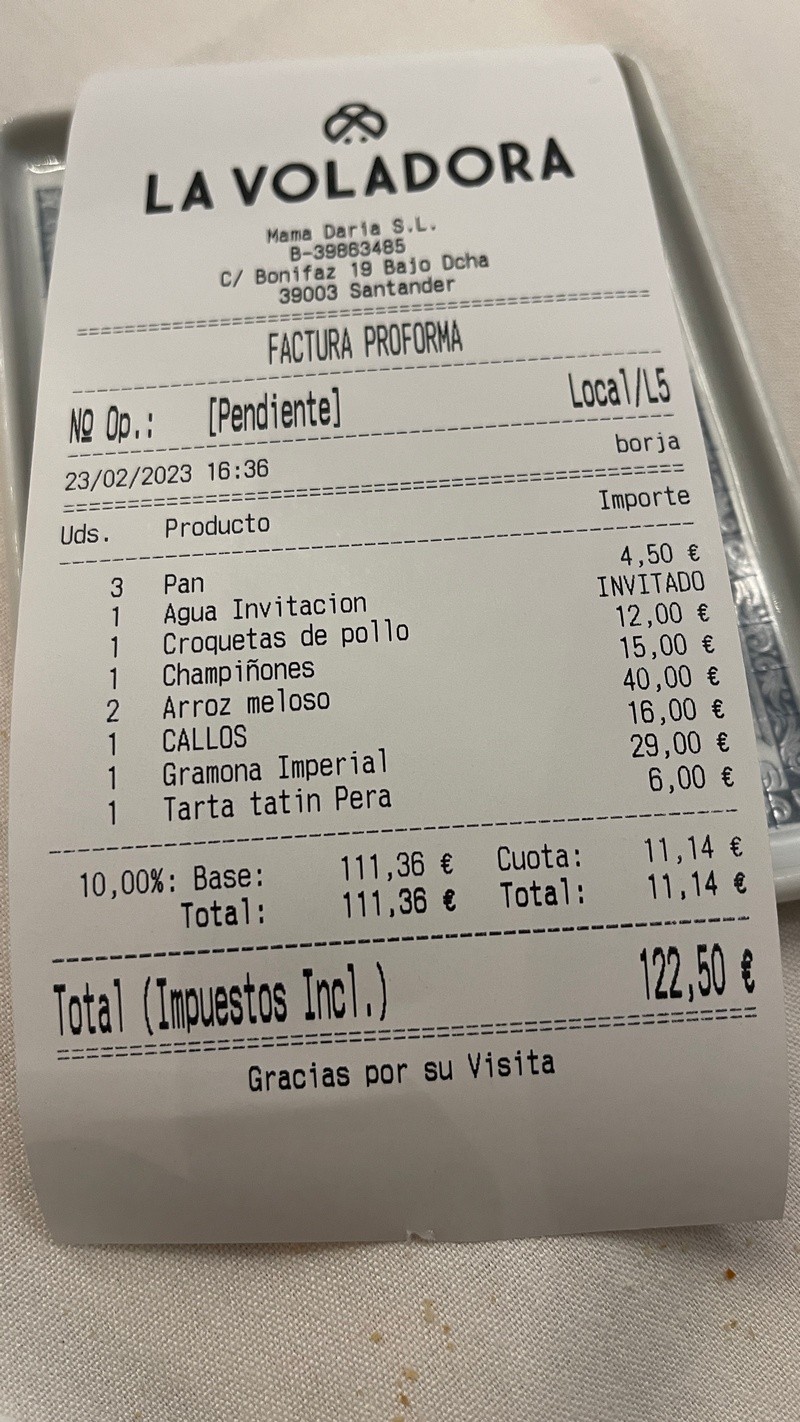 LA VOLADORA
Mama Daria S.L.
B-39863485
C/ Bonifaz 19 Bajo Dcha
39003 Santander
FACTURA PROFORMA
Nº Op.: [Pendiente] Local/L5
23/02/2023 16:36 borja
Uds. Producto Importe
3 Pan 4,50 €
1 Agua Invitacion INVITADO
1 Croquetas de pollo 12,00 €
1 Champiñones 15,00 €
2 Arroz meloso 40,00 €
1 CALLOS 16,00 €
1 Gramona Imperial 29,00 €
1 Tarta tatin Pera 6,00 €
10,00%: Base: 111,36 € Cuota: 11,14 €
Total: 111,36 € Total: 11,14 €
Total (Impuestos Incl.) 122,50 €
Gracias por su Visita